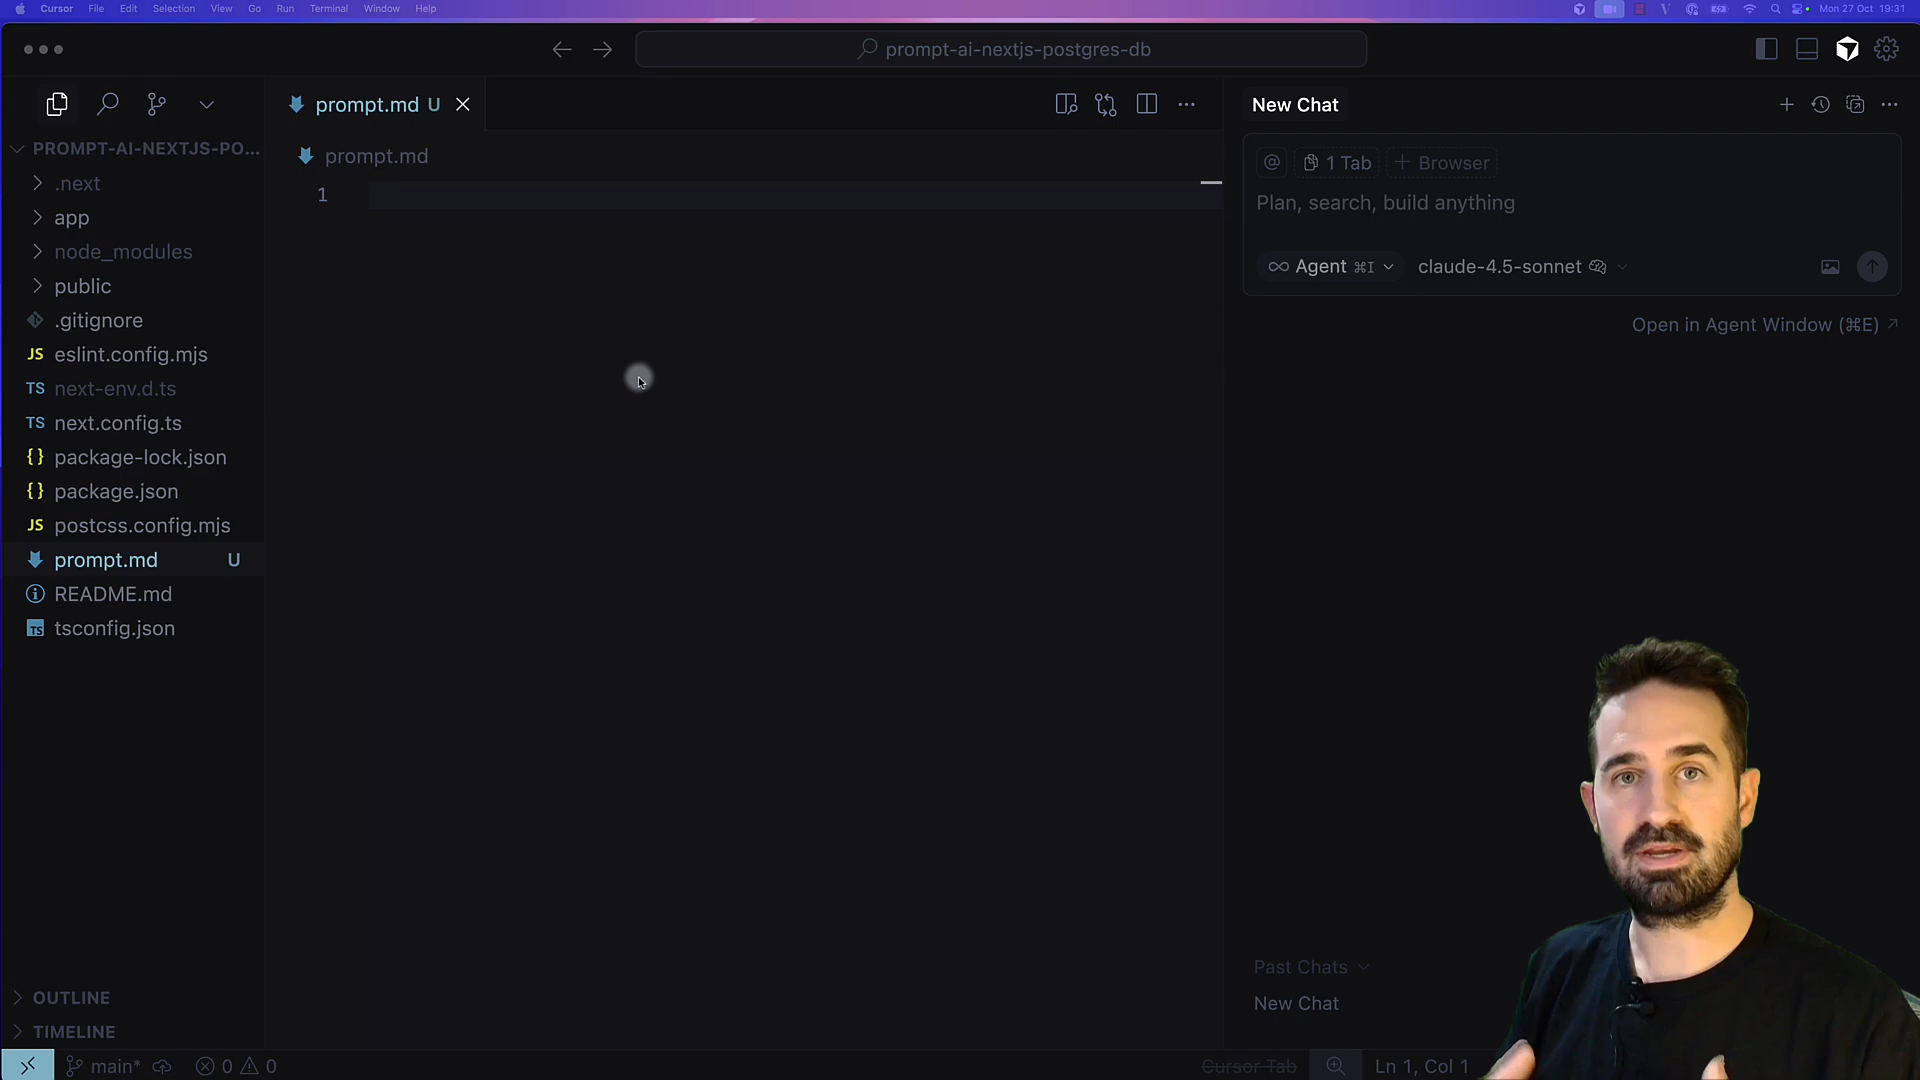 Cursor File Edit Selection View Go Run Terminal Window Help
Mon 27 Oct 19:31
prompt-ai-nextjs-postgres-db
prompt.md U
New Chat
PROMPT-AI-NEXTJS-PO...
prompt.md
1 Tab
Browser
.next
1
app
Plan, search, build anything
node_modules
Agent ⌘I
claude-4.5-sonnet
public
.gitignore
Open in Agent Window (⌘E)
JS eslint.config.mjs
TS next-env.d.ts
TS next.config.ts
{} package-lock.json
{} package.json
JS postcss.config.mjs
prompt.md U
README.md
TS tsconfig.json
Past Chats
OUTLINE
New Chat
TIMELINE
main* 0 0
Cursor Tab
Ln 1, Col 1